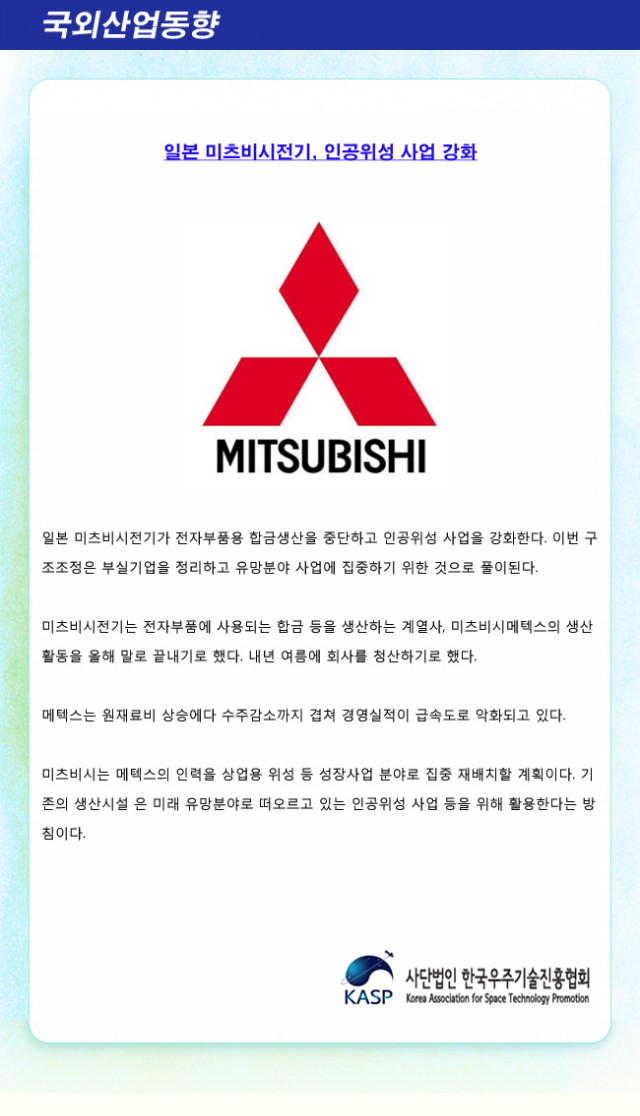 국외산업동향
일본 미츠비시전기, 인공위성 사업 강화
MITSUBISHI
일본 미츠비시전기가 전자부품용 합금생산을 중단하고 인공위성 사업을 강화한다. 이번 구
조조정은 부실기업을 정리하고 유망분야 사업에 집중하기 위한 것으로 풀이된다.
미츠비시전기는 전자부품에 사용되는 합금 등을 생산하는 계열사, 미츠비시메텍스의 생산
활동을 올해 말로 끝내기로 했다. 내년 여름에 회사를 청산하기로 했다.
메텍스는 원재료비 상승에다 수주감소까지 겹쳐 경영실적이 급속도로 악화되고 있다.
미츠비시는 메텍스의 인력을 상업용 위성 등 성장사업 분야로 집중 재배치할 계획이다. 기
존의 생산시설 은 미래 유망분야로 떠오르고 있는 인공위성 사업 등을 위해 활용한다는 방
침이다.
KASP
사단법인 한국우주기술진흥협회
Korea Association for Space Technology Promotion